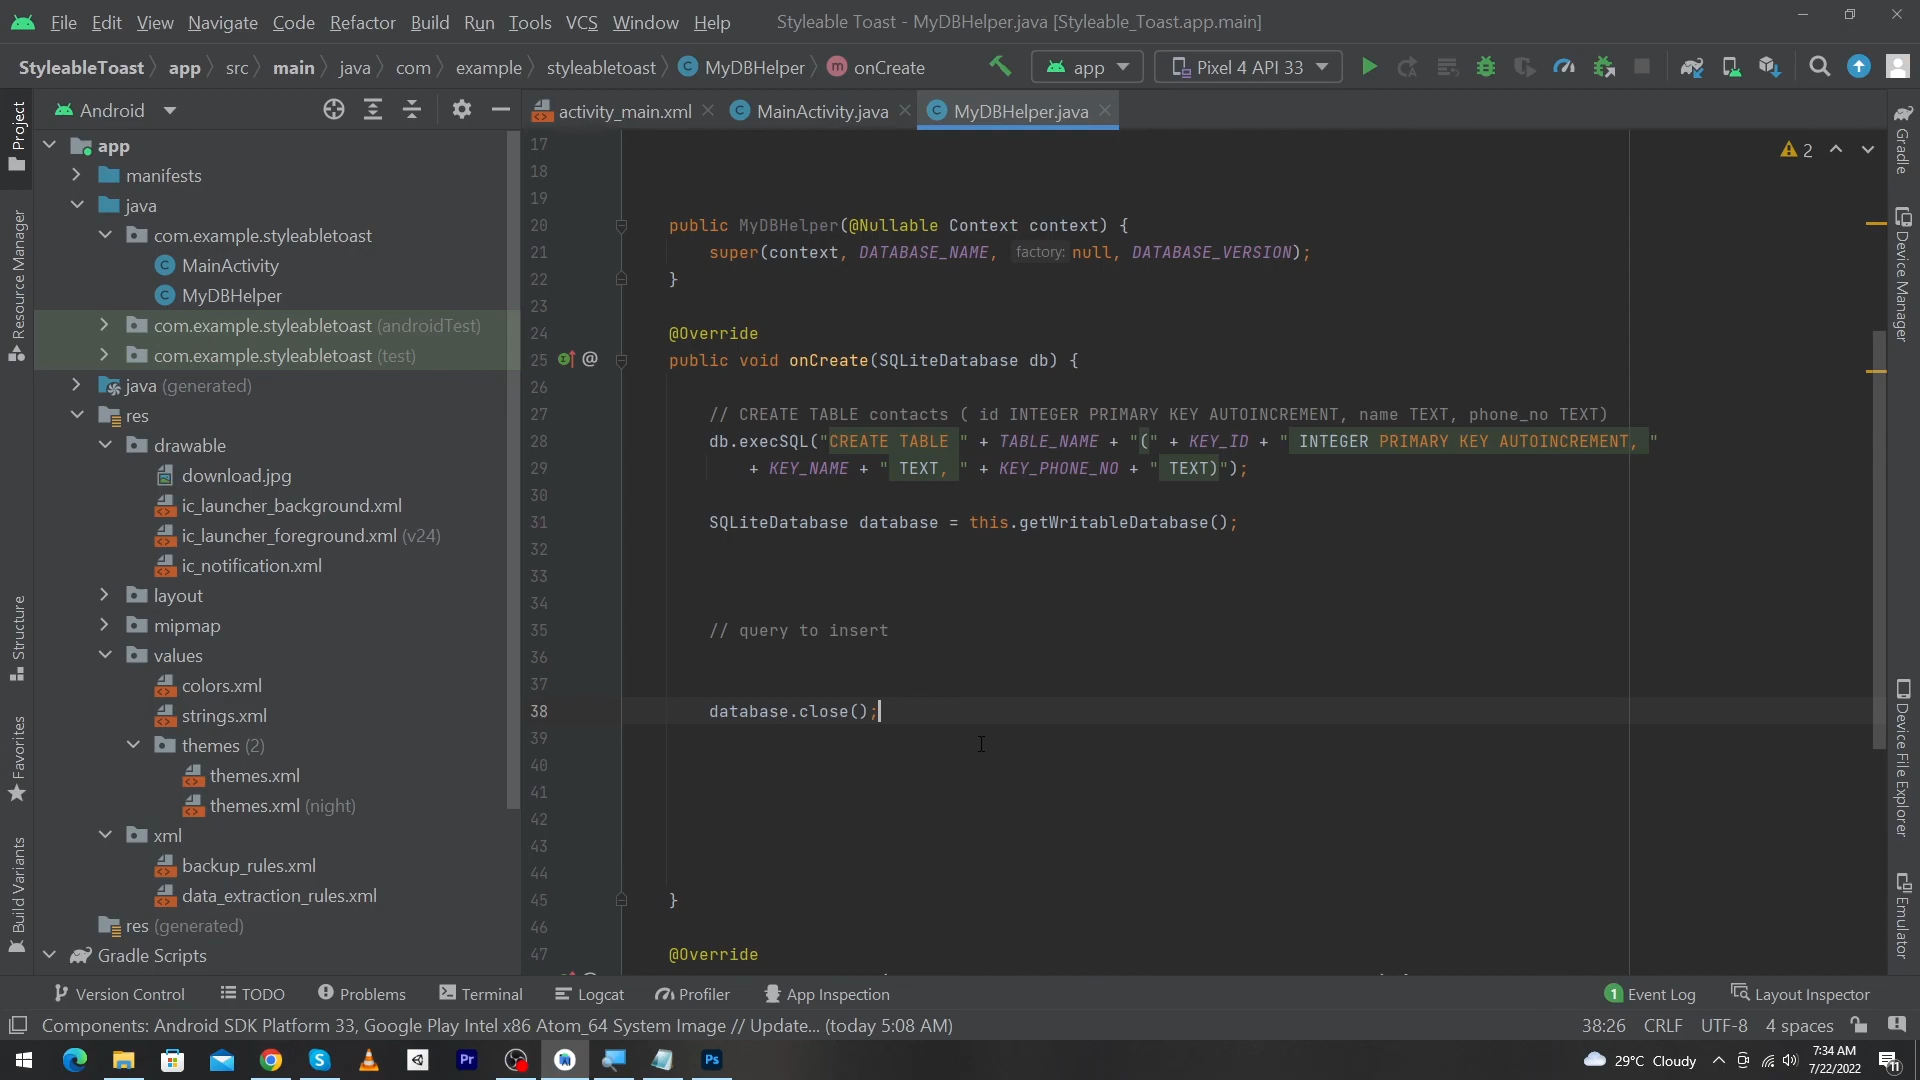 File Edit View Navigate Code Refactor Build Run Tools VCS Window Help Styleable Toast - MyDBHelper.java [Styleable_Toast.app.main]
StyleableToast app src main java com example styleabletoast MyDBHelper onCreate app Pixel 4 API 33
Android
activity_main.xml MainActivity.java MyDBHelper.java
Project
Resource Manager
Structure
Favorites
Build Variants
app
manifests
java
com.example.styleabletoast
MainActivity
MyDBHelper
com.example.styleabletoast (androidTest)
com.example.styleabletoast (test)
java (generated)
res
drawable
download.jpg
ic_launcher_background.xml
ic_launcher_foreground.xml (v24)
ic_notification.xml
layout
mipmap
values
colors.xml
strings.xml
themes (2)
themes.xml
themes.xml (night)
xml
backup_rules.xml
data_extraction_rules.xml
res (generated)
Gradle Scripts
2
17
18
19
20 public MyDBHelper(@Nullable Context context) {
21 super(context, DATABASE_NAME, factory: null, DATABASE_VERSION);
22 }
23
24 @Override
25 public void onCreate(SQLiteDatabase db) {
26
27 // CREATE TABLE contacts ( id INTEGER PRIMARY KEY AUTOINCREMENT, name TEXT, phone_no TEXT)
28 db.execSQL("CREATE TABLE " + TABLE_NAME + "(" + KEY_ID + " INTEGER PRIMARY KEY AUTOINCREMENT, "
29 + KEY_NAME + " TEXT, " + KEY_PHONE_NO + " TEXT)");
30
31 SQLiteDatabase database = this.getWritableDatabase();
32
33
34
35 // query to insert
36
37
38 database.close();
39
40
41
42
43
44
45 }
46
47 @Override
Gradle
Device Manager
Device File Explorer
Emulator
Version Control TODO Problems Terminal Logcat Profiler App Inspection 1 Event Log Layout Inspector
Components: Android SDK Platform 33, Google Play Intel x86 Atom_64 System Image // Update... (today 5:08 AM) 38:26 CRLF UTF-8 4 spaces
Pr Ps 29°C Cloudy 7:34 AM
7/22/2022 11